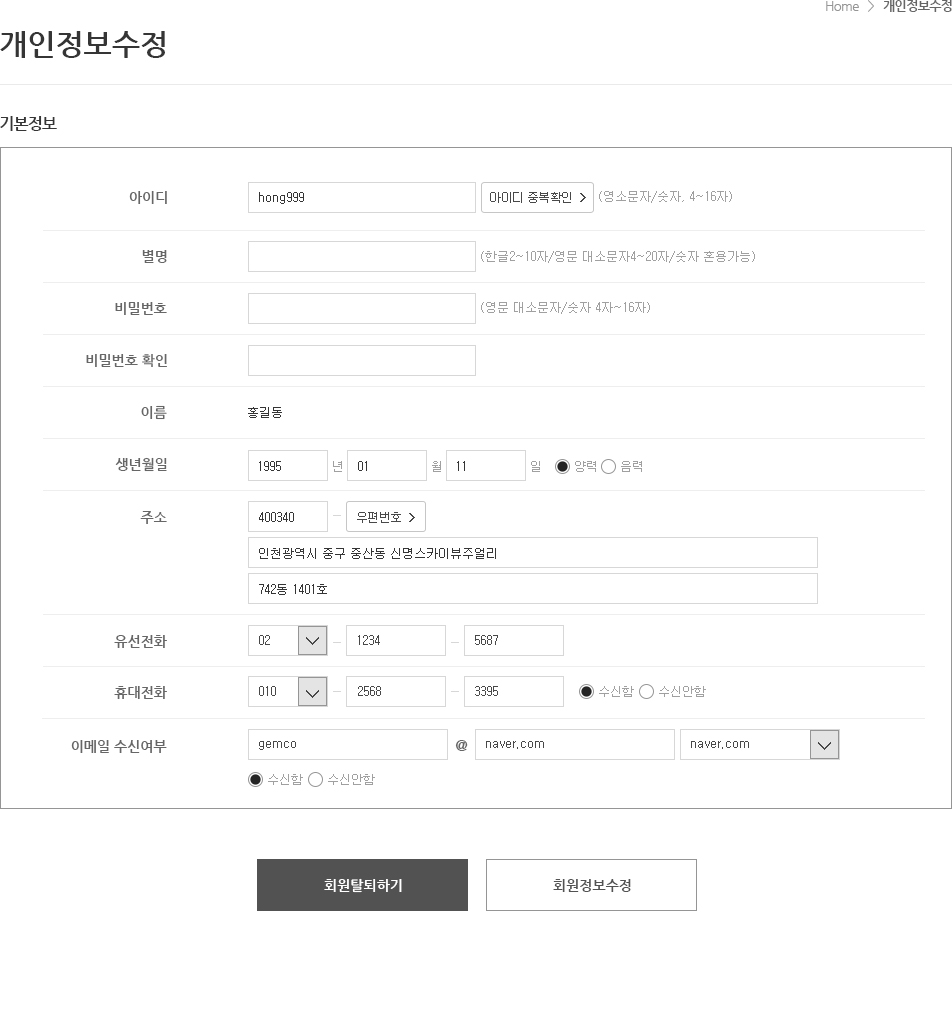 Home > 개인정보수정
개인정보수정
기본정보
아이디 hong999 아이디 중복확인 > (영소문자/숫자, 4~16자)
별명 (한글2~10자/영문 대소문자4~20자/숫자 혼용가능)
비밀번호 (영문 대소문자/숫자 4자~16자)
비밀번호 확인
이름 홍길동
생년월일 1995 년 01 월 11 일 양력 음력
주소 400340 – 우편번호 >
인천광역시 중구 중산동 신명스카이뷰주얼리
742동 1401호
유선전화 02 – 1234 – 5687
휴대전화 010 – 2568 – 3395 수신함 수신안함
이메일 수신여부 gemco @ naver.com naver.com
수신함 수신안함
회원탈퇴하기 회원정보수정